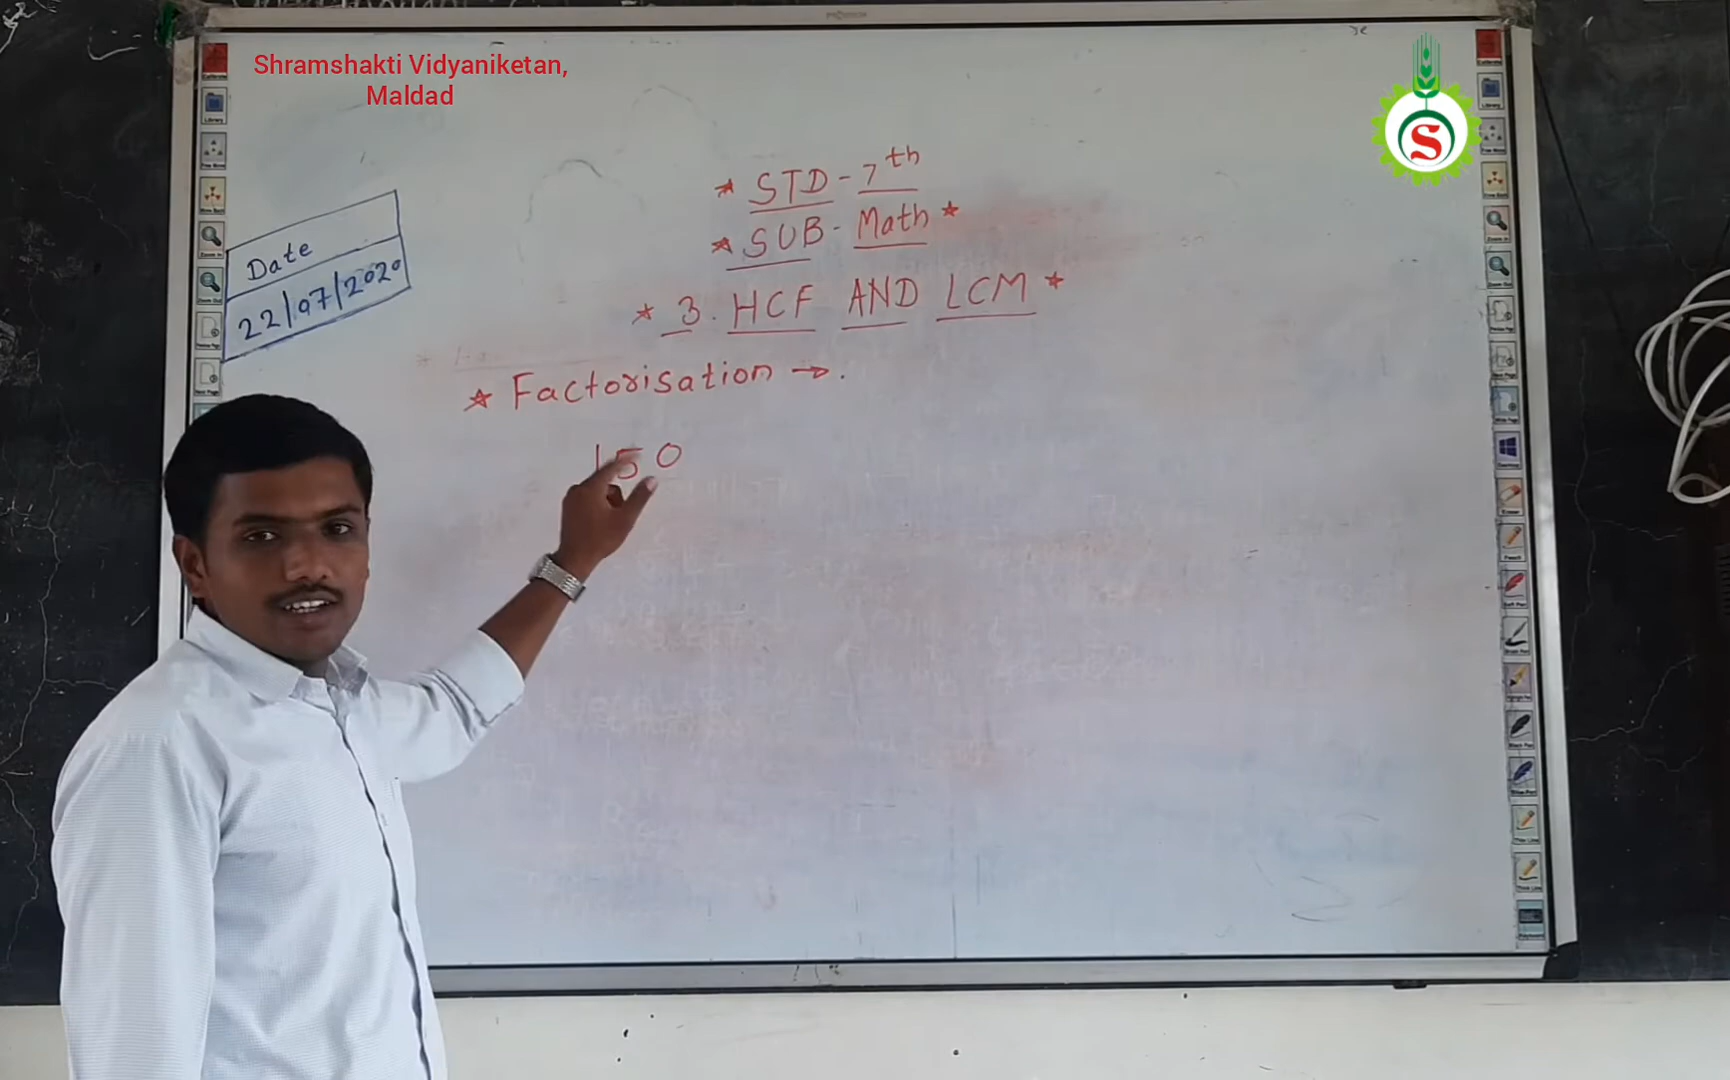 Shramshakti Vidyaniketan,
Maldad
S
* STD - 7th
* SUB - Math *
* 3. HCF AND LCM *
Date
22/07/2020
* Factorisation → .
150